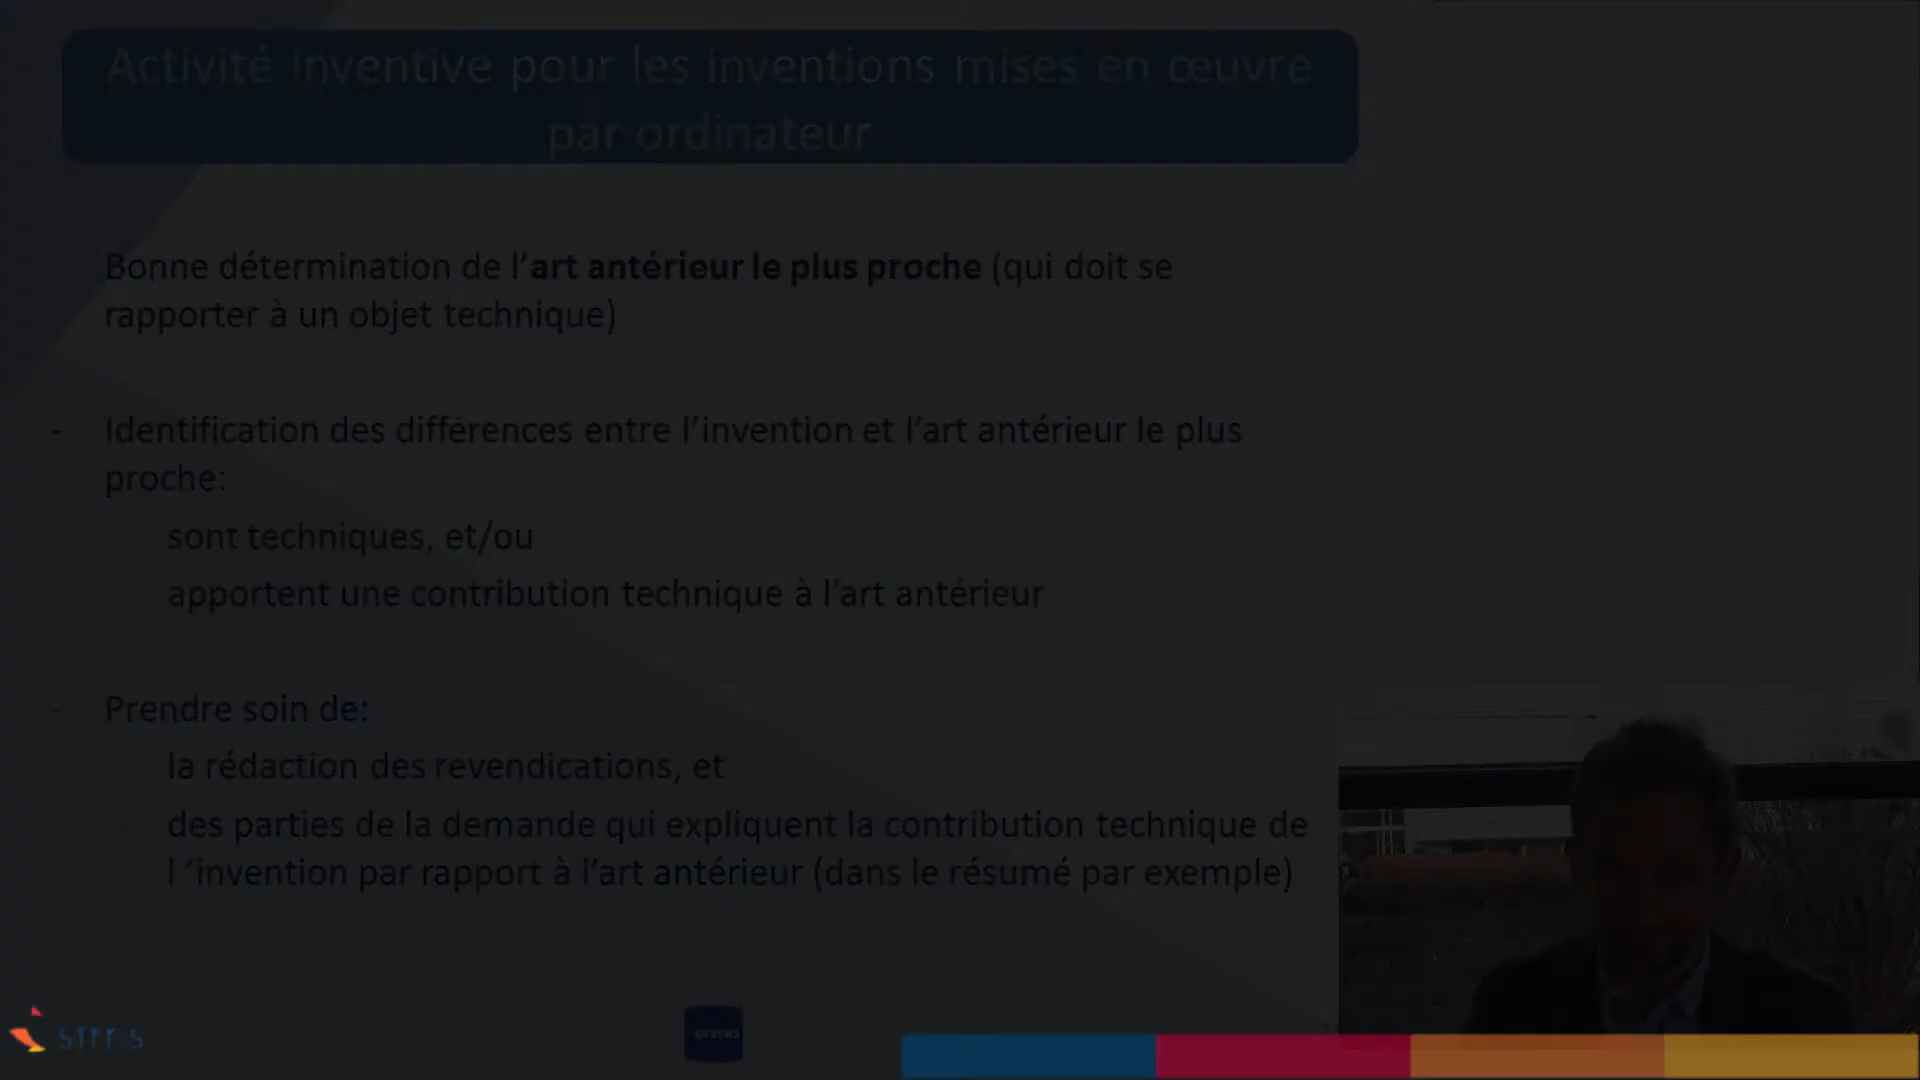 Activité inventive pour les inventions mises en œuvre
par ordinateur
Bonne détermination de l’art antérieur le plus proche (qui doit se
rapporter à un objet technique)
- Identification des différences entre l’invention et l’art antérieur le plus
proche:
sont techniques, et/ou
apportent une contribution technique à l’art antérieur
- Prendre soin de:
la rédaction des revendications, et
des parties de la demande qui expliquent la contribution technique de
l ’invention par rapport à l’art antérieur (dans le résumé par exemple)